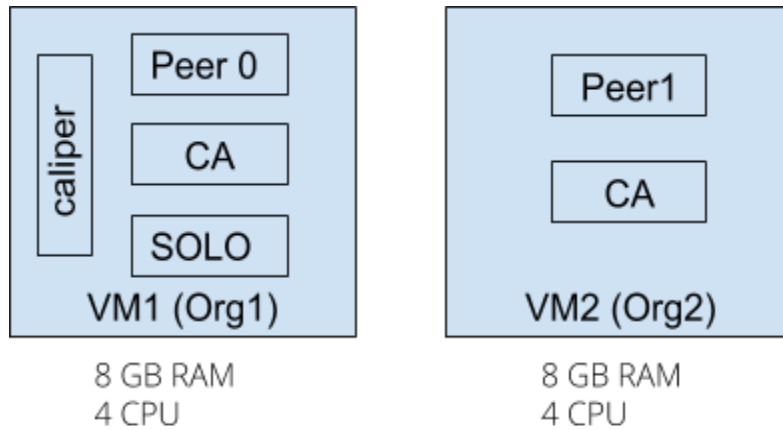 caliper
Peer 0
CA
SOLO
VM1 (Org1)
8 GB RAM
4 CPU
Peer1
CA
VM2 (Org2)
8 GB RAM
4 CPU